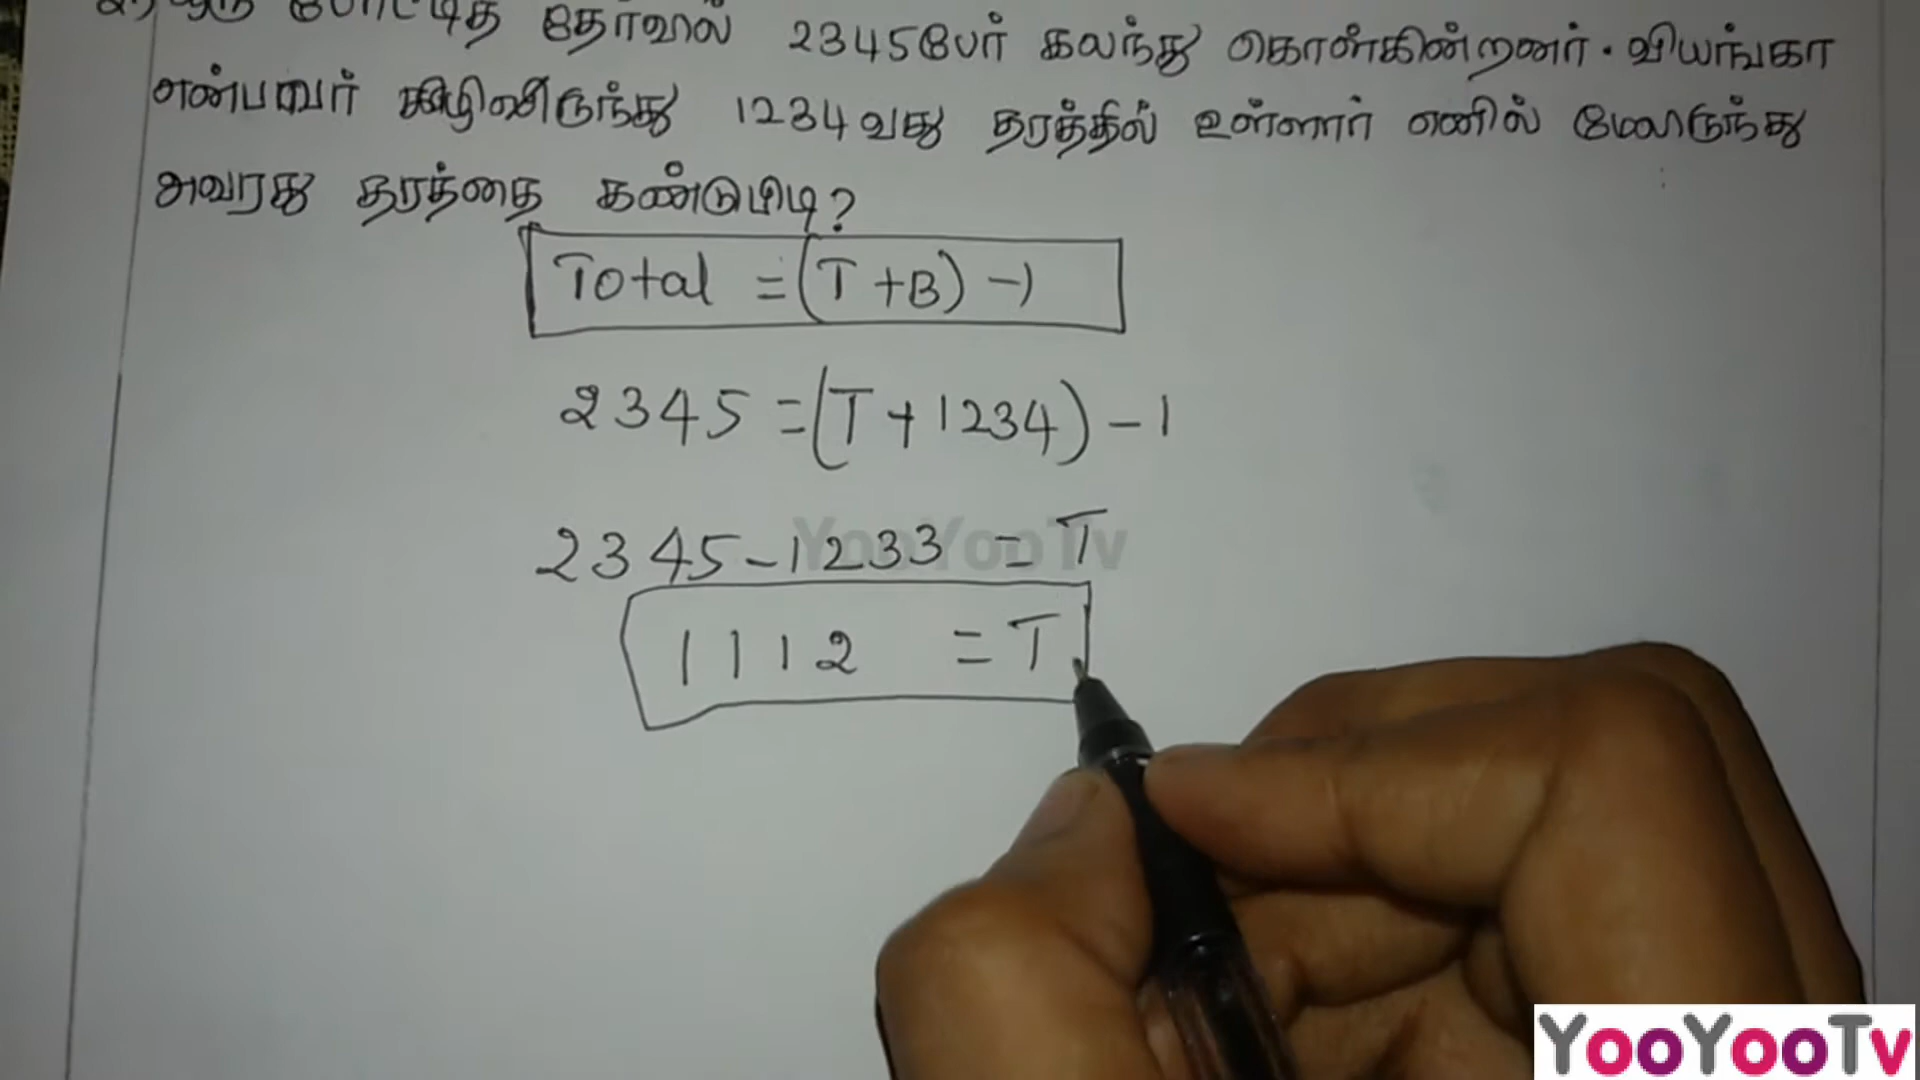 ஒரு போட்டித் தேர்வில் 2345பேர் கலந்து கொள்கின்றனர். வியங்கா
என்பவர் கீழிலிருந்து 1234வது தரத்தில் உள்ளார் எனில் மேலிருந்து
அவரது தரத்தை கண்டுபிடி?
Total = (T+B) -1
2345 = (T+1234) - 1
2345-1233 = T
YooYooTv
1112 = T
YooYooTv